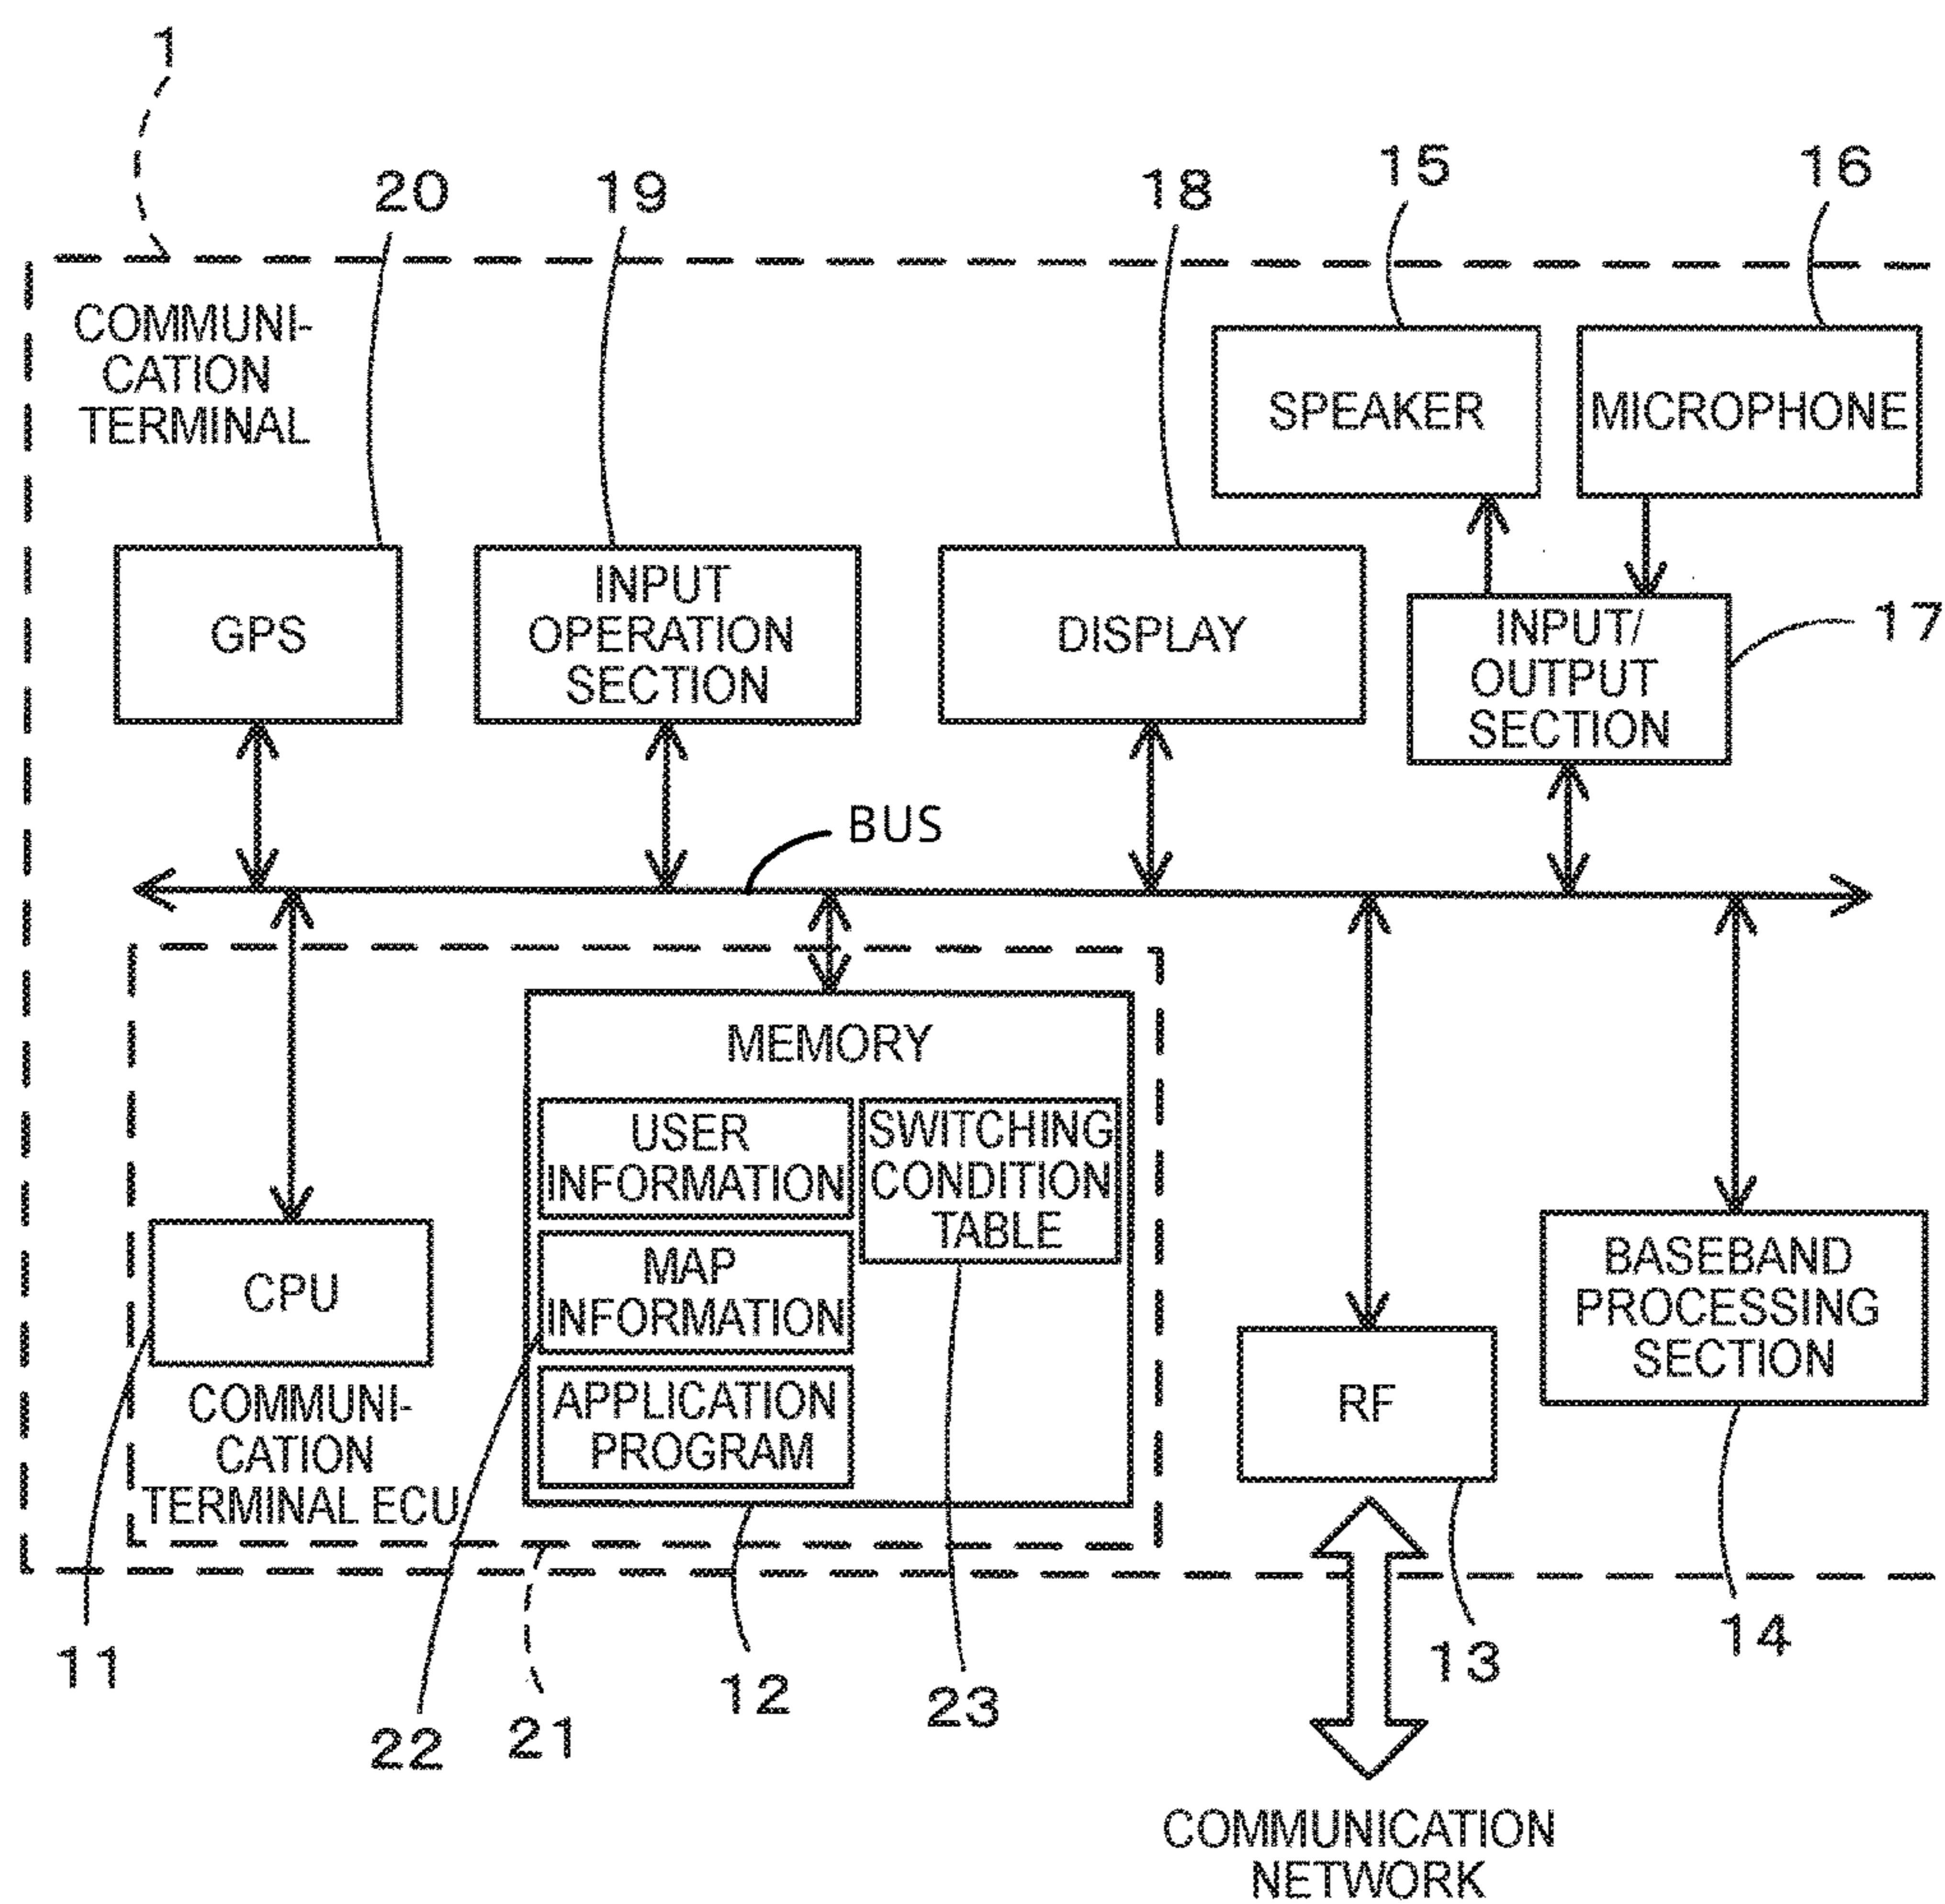 1
20
19
18
15
16
COMMUNI-
CATION
TERMINAL
SPEAKER
MICROPHONE
GPS
INPUT
OPERATION
SECTION
DISPLAY
INPUT/
OUTPUT
SECTION
17
BUS
MEMORY
USER
INFORMATION
SWITCHING
CONDITION
TABLE
MAP
INFORMATION
APPLICATION
PROGRAM
CPU
COMMUNI-
CATION
TERMINAL ECU
RF
BASEBAND
PROCESSING
SECTION
11
22
21
12
23
13
14
COMMUNICATION
NETWORK